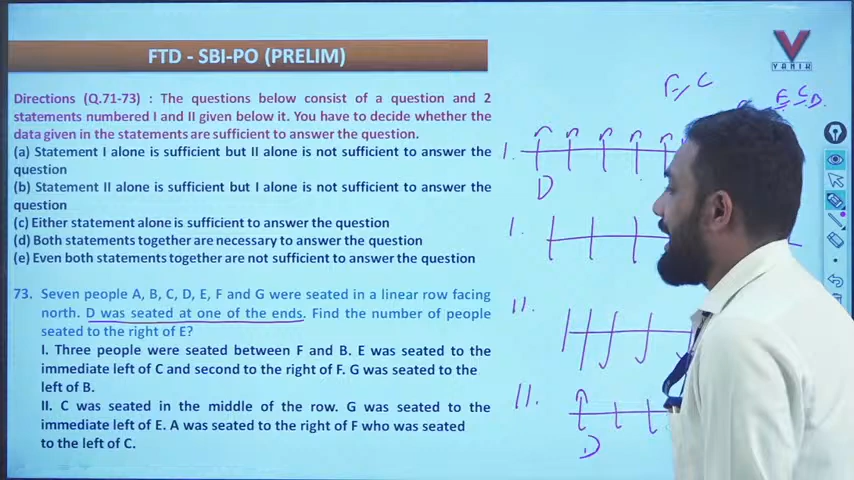 FTD - SBI-PO (PRELIM)
VANIK
Directions (Q.71-73) : The questions below consist of a question and 2
statements numbered I and II given below it. You have to decide whether the
data given in the statements are sufficient to answer the question.
(a) Statement I alone is sufficient but II alone is not sufficient to answer the
question
(b) Statement II alone is sufficient but I alone is not sufficient to answer the
question
(c) Either statement alone is sufficient to answer the question
(d) Both statements together are necessary to answer the question
(e) Even both statements together are not sufficient to answer the question
73. Seven people A, B, C, D, E, F and G were seated in a linear row facing
north. D was seated at one of the ends. Find the number of people
seated to the right of E?
I. Three people were seated between F and B. E was seated to the
immediate left of C and second to the right of F. G was seated to the
left of B.
II. C was seated in the middle of the row. G was seated to the
immediate left of E. A was seated to the right of F who was seated
to the left of C.
I.
D
I.
II.
II.
D